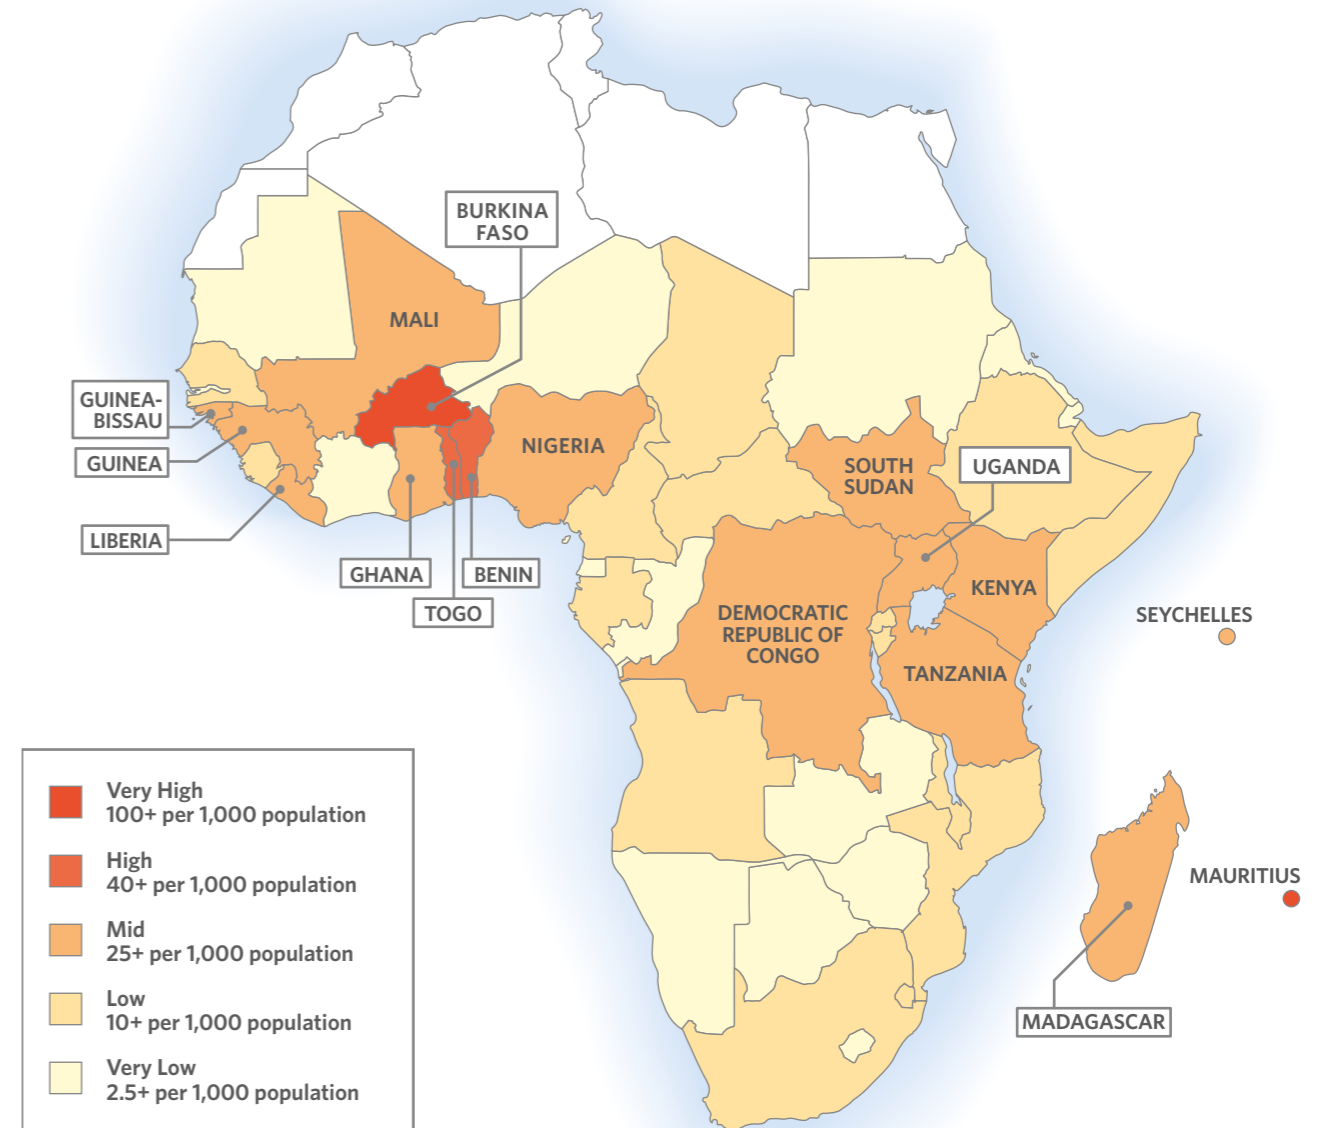 BURKINA
FASO
MALI
GUINEA-
BISSAU
GUINEA
LIBERIA
NIGERIA
SOUTH
SUDAN
UGANDA
GHANA
BENIN
TOGO
KENYA
DEMOCRATIC
REPUBLIC OF
CONGO
SEYCHELLES
TANZANIA
MAURITIUS
MADAGASCAR
Very High
100+ per 1,000 population
High
40+ per 1,000 population
Mid
25+ per 1,000 population
Low
10+ per 1,000 population
Very Low
2.5+ per 1,000 population